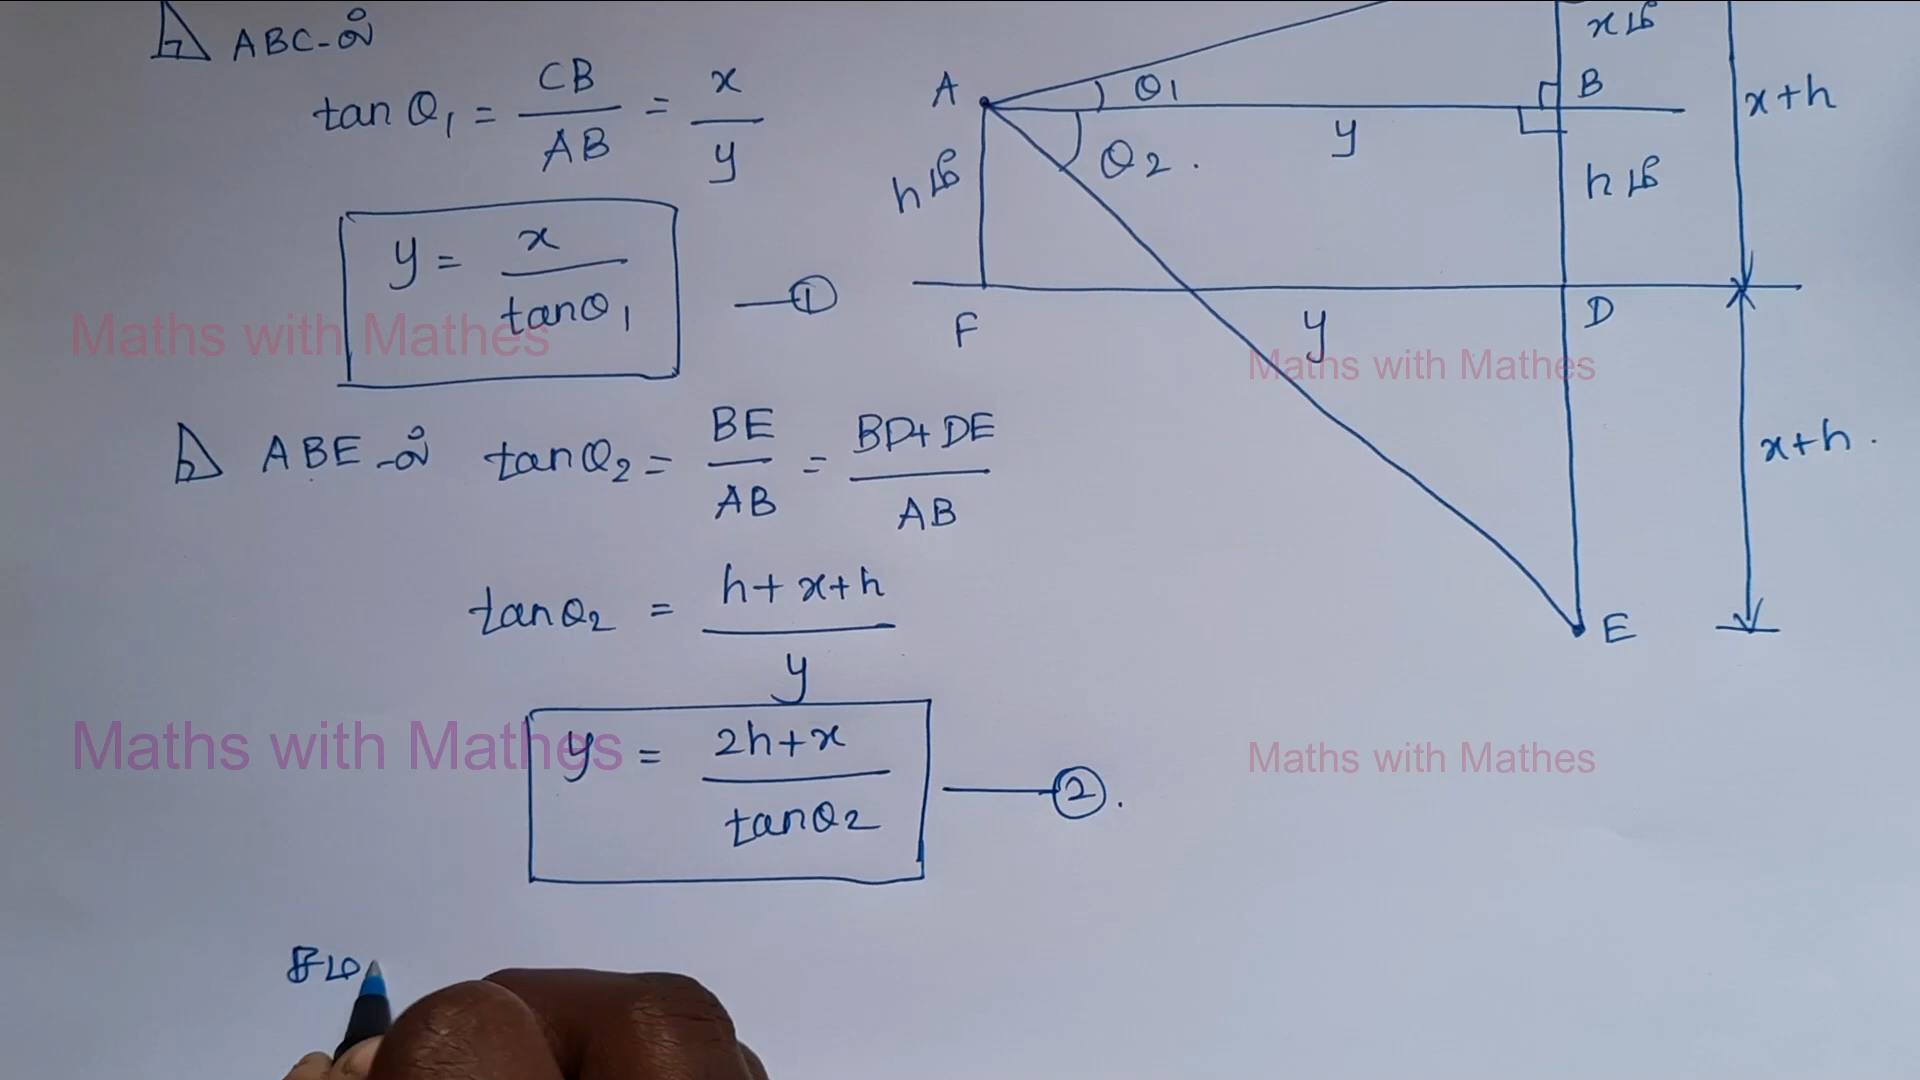 ABC-ல்
tan θ₁ = CB/AB = x/y
y = x/tanθ₁ —①
ABE-ல் tanθ₂ = BE/AB = BD+DE/AB
tanθ₂ = h+x+h/y
y = 2h+x/tanθ₂ —②.
A
θ₁
θ₂.
h மீ
y
x மீ
B
x+h
h மீ
F
y
D
x+h.
E
Maths with Mathes
Maths with Mathes
Maths with Mathes
Maths with Mathes